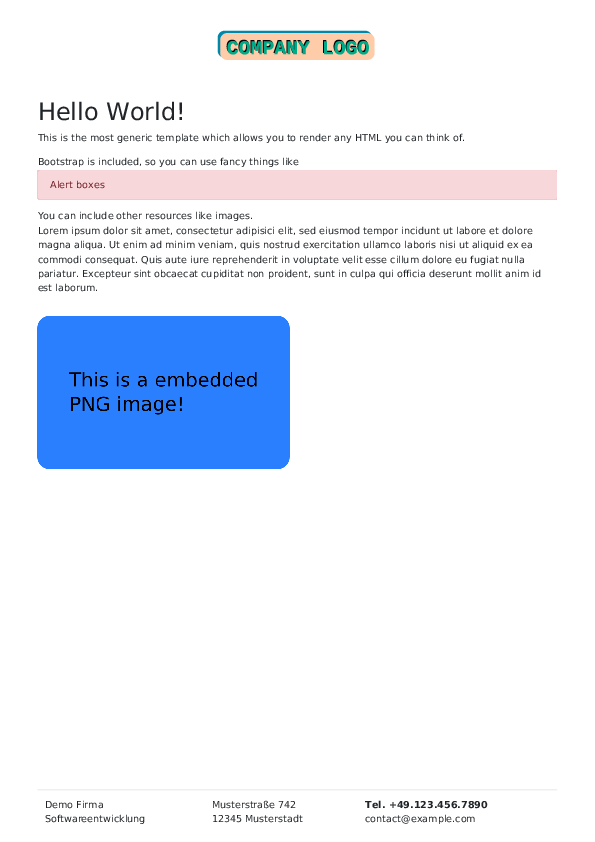 COMPANY LOGO
Hello World!
This is the most generic template which allows you to render any HTML you can think of.
Bootstrap is included, so you can use fancy things like
Alert boxes
You can include other resources like images.
Lorem ipsum dolor sit amet, consectetur adipisici elit, sed eiusmod tempor incidunt ut labore et dolore
magna aliqua. Ut enim ad minim veniam, quis nostrud exercitation ullamco laboris nisi ut aliquid ex ea
commodi consequat. Quis aute iure reprehenderit in voluptate velit esse cillum dolore eu fugiat nulla
pariatur. Excepteur sint obcaecat cupiditat non proident, sunt in culpa qui officia deserunt mollit anim id
est laborum.
This is a embedded
PNG image!
Demo Firma
Softwareentwicklung
Musterstraße 742
12345 Musterstadt
Tel. +49.123.456.7890
contact@example.com